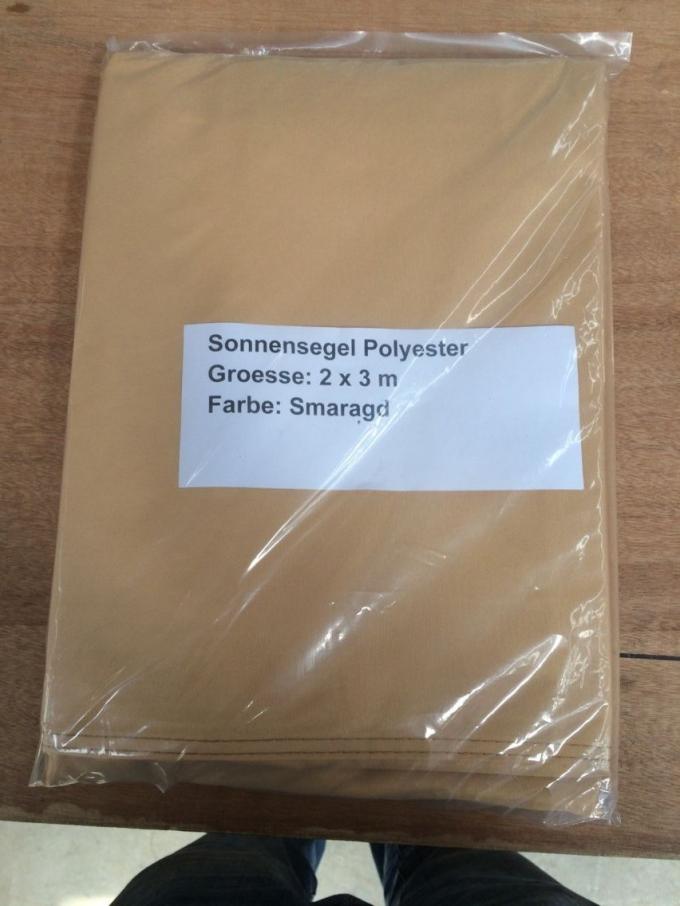 Sonnensegel Polyester
Groesse: 2 x 3 m
Farbe: Smaragd